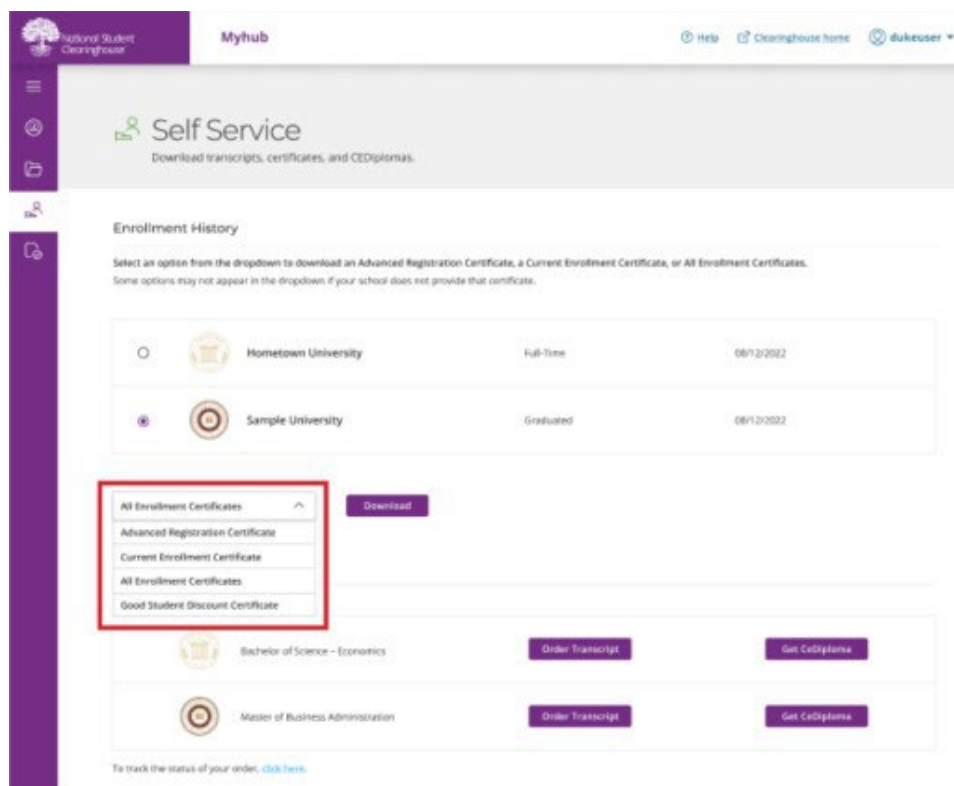 National Student
Clearinghouse
Myhub
Help
Clearinghouse home
dukeuser
Self Service
Download transcripts, certificates, and CEDiplomas.
Enrollment History
Select an option from the dropdown to download an Advanced Registration Certificate, a Current Enrollment Certificate, or All Enrollment Certificates.
Some options may not appear in the dropdown if your school does not provide that certificate.
Hometown University Full-Time 08/12/2022
Sample University Graduated 08/12/2022
All Enrollment Certificates Download
Advanced Registration Certificate
Current Enrollment Certificate
All Enrollment Certificates
Good Student Discount Certificate
Bachelor of Science – Economics Order Transcript Get CeDiploma
Master of Business Administration Order Transcript Get CeDiploma
To track the status of your order, click here.